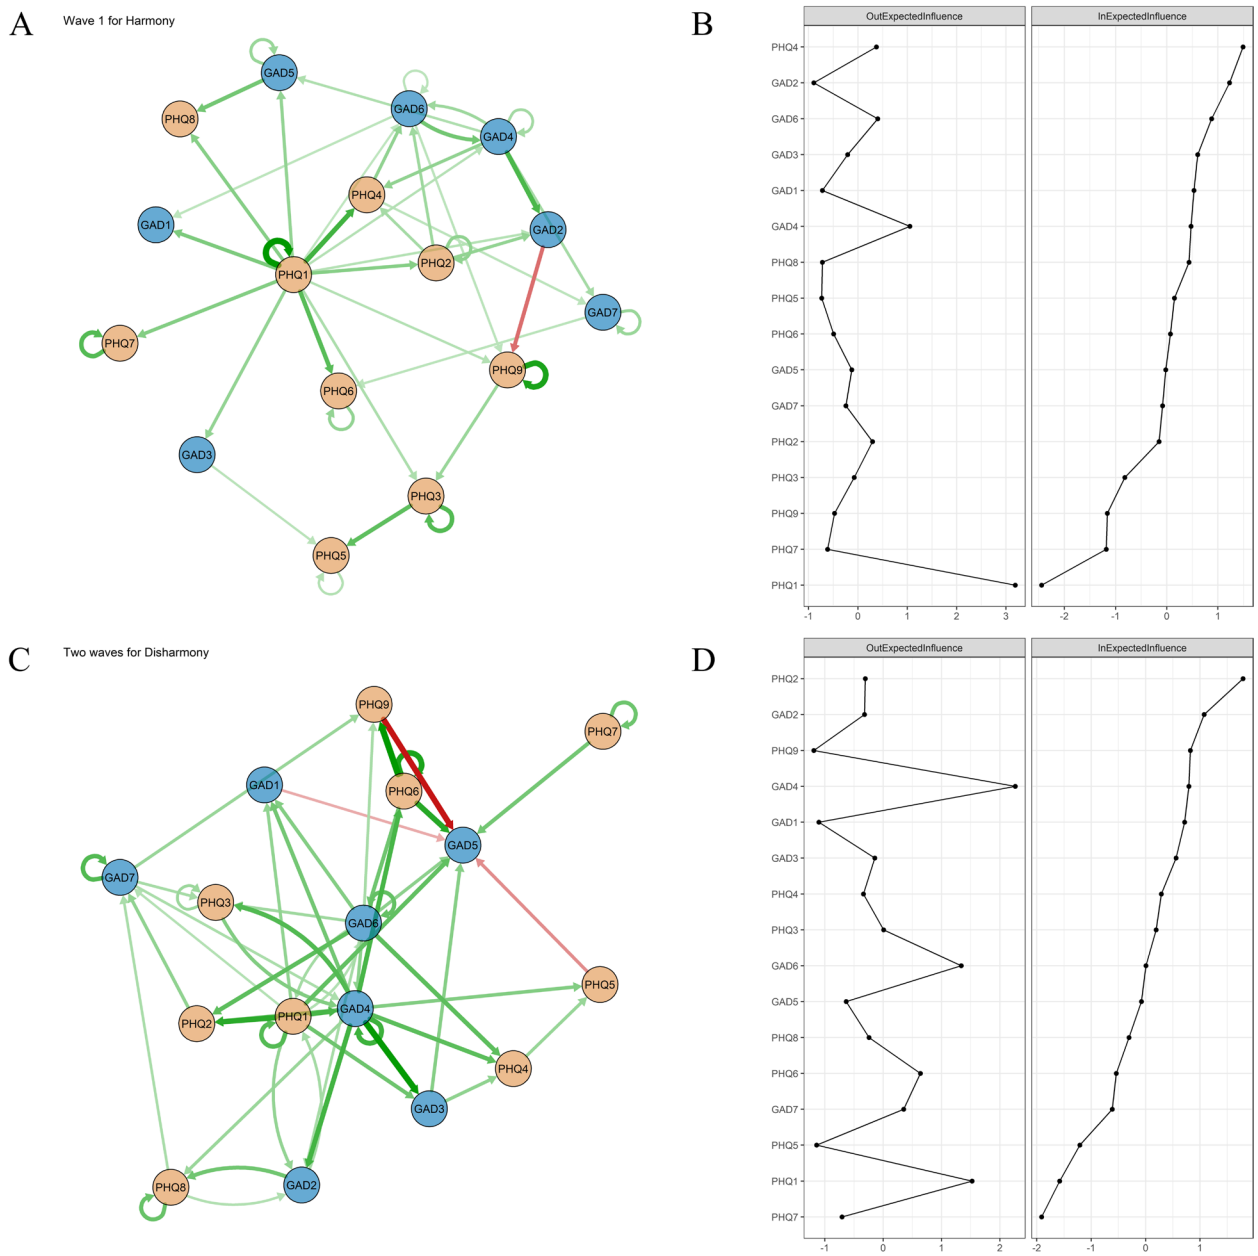 A
Wave 1 for Harmony
GAD5
PHQ8
GAD6
GAD4
PHQ4
GAD1
GAD2
PHQ2
PHQ1
GAD7
PHQ7
PHQ9
PHQ6
GAD3
PHQ3
PHQ5
B
OutExpectedInfluence
InExpectedInfluence
PHQ4
GAD2
GAD6
GAD3
GAD1
GAD4
PHQ8
PHQ5
PHQ6
GAD5
GAD7
PHQ2
PHQ3
PHQ9
PHQ7
PHQ1
-1 0 1 2 3
-2 -1 0 1
C
Two waves for Disharmony
PHQ9
PHQ7
GAD1
PHQ6
GAD5
GAD7
PHQ3
GAD6
PHQ5
PHQ2
PHQ1
GAD4
PHQ4
GAD3
PHQ8
GAD2
D
OutExpectedInfluence
InExpectedInfluence
PHQ2
GAD2
PHQ9
GAD4
GAD1
GAD3
PHQ4
PHQ3
GAD6
GAD5
PHQ8
PHQ6
GAD7
PHQ5
PHQ1
PHQ7
-1 0 1 2
-2 -1 0 1